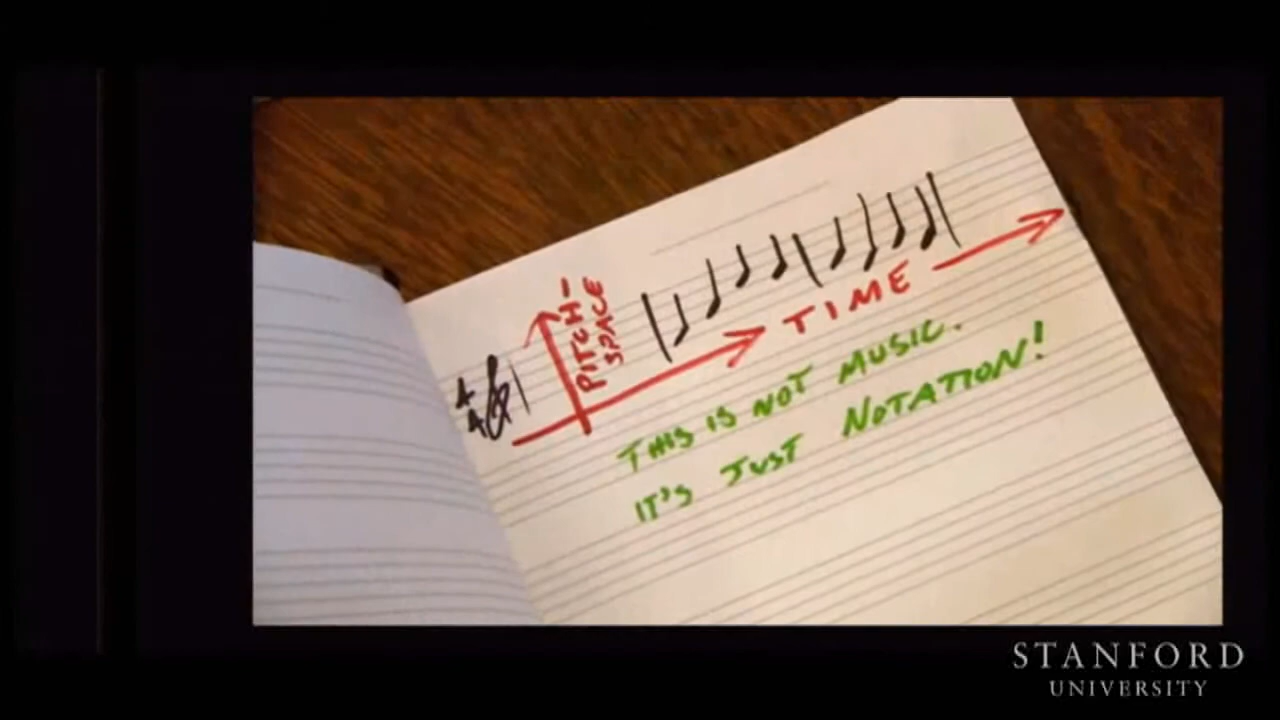 PITCH-
SPACE
TIME
THIS IS NOT MUSIC.
IT'S JUST NOTATION!
STANFORD
UNIVERSITY